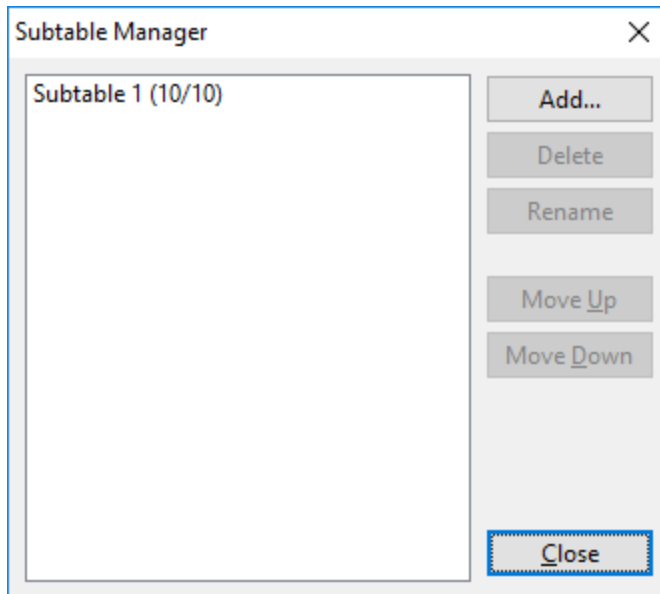 Subtable Manager
Subtable 1 (10/10)
Add...
Delete
Rename
Move Up
Move Down
Close